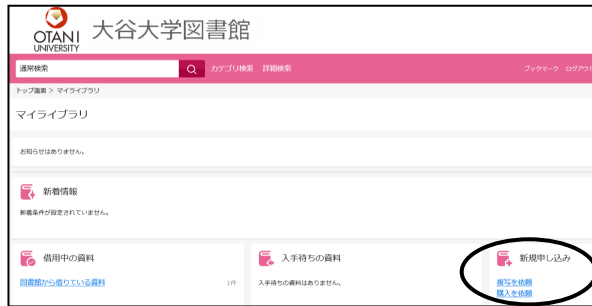 OTANI
UNIVERSITY
大谷大学図書館
通常検索 カテゴリ検索 詳細検索 ブックマーク ログアウト
トップ画面 > マイライブラリ
マイライブラリ
お知らせはありません。
新着情報
新着条件が設定されていません。
借用中の資料 入手待ちの資料 新規申し込み
図書館から借りている資料 1件 入手待ちの資料はありません。 複写を依頼
購入を依頼